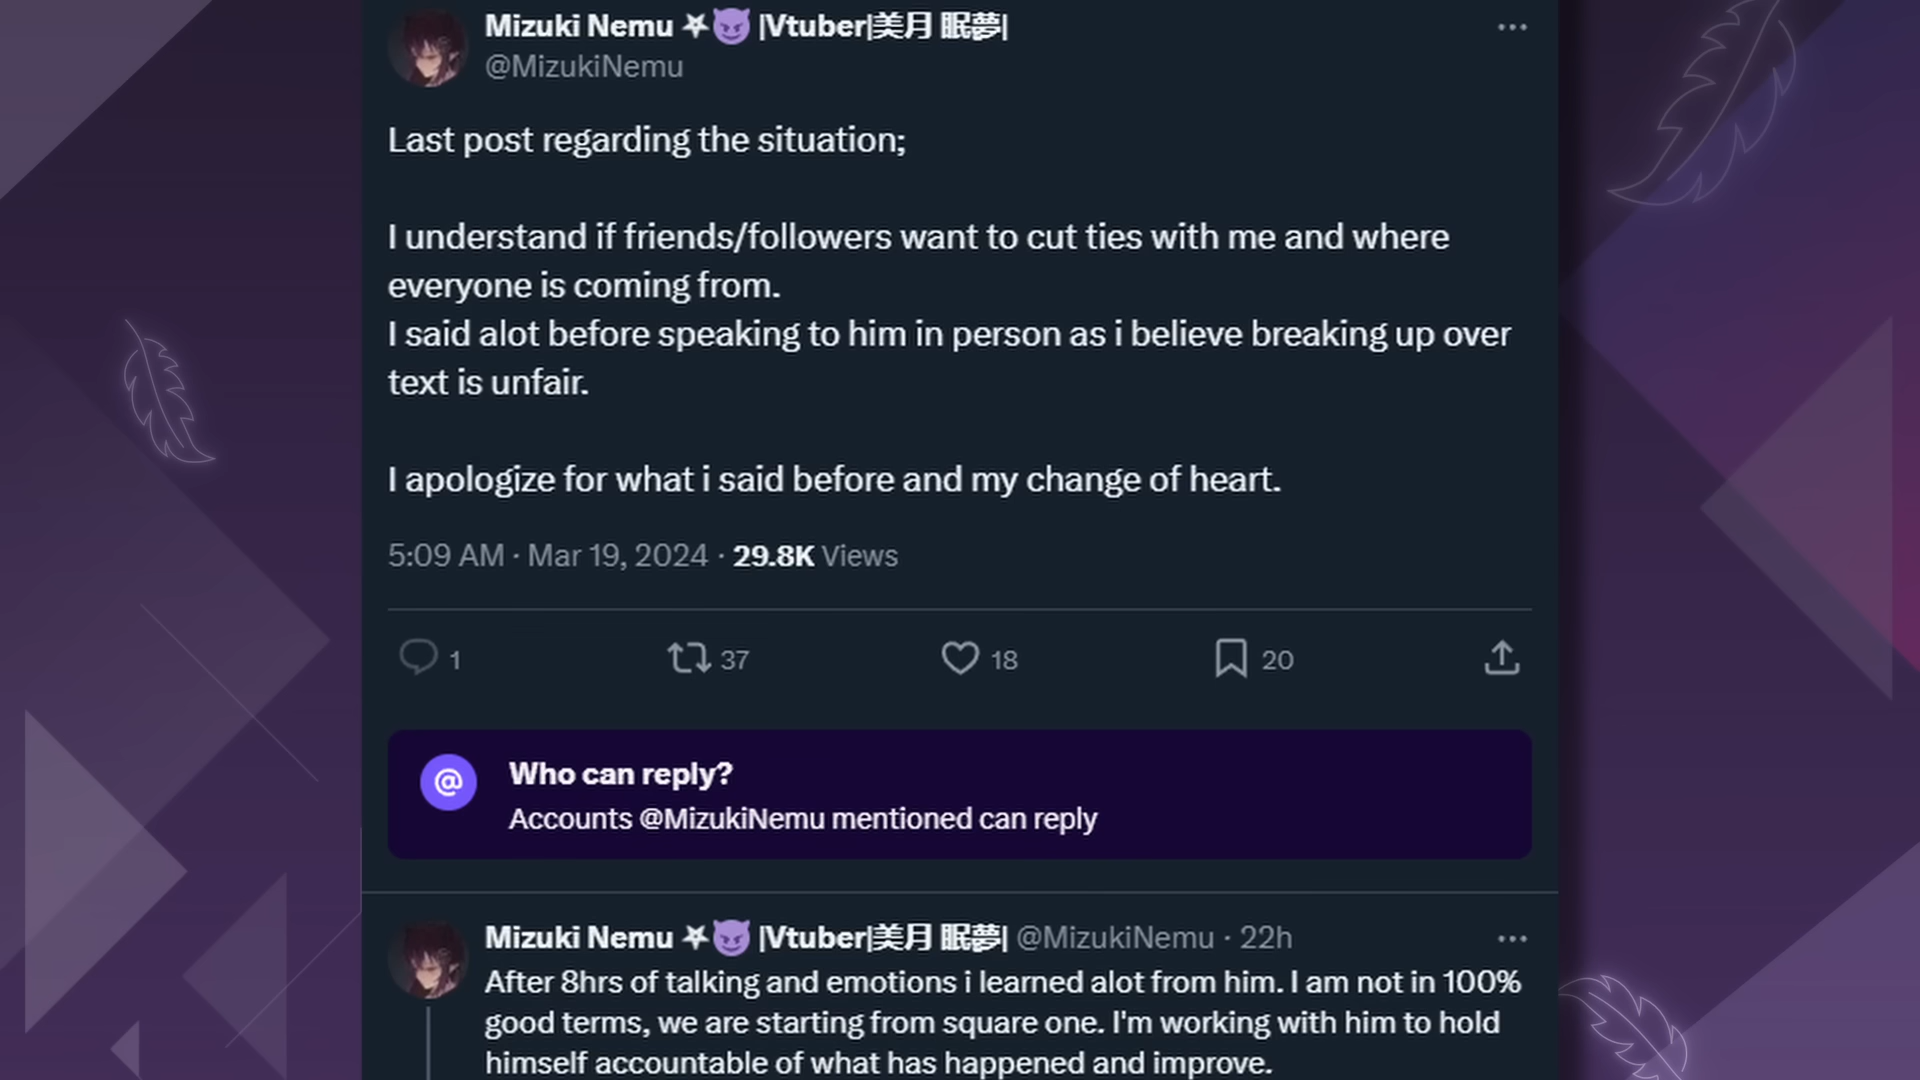 Mizuki Nemu ⛧😈 |Vtuber|美月 眠夢|
@MizukiNemu
Last post regarding the situation;
I understand if friends/followers want to cut ties with me and where
everyone is coming from.
I said alot before speaking to him in person as i believe breaking up over
text is unfair.
I apologize for what i said before and my change of heart.
5:09 AM · Mar 19, 2024 · 29.8K Views
1 37 18 20
@ Who can reply?
Accounts @MizukiNemu mentioned can reply
Mizuki Nemu ⛧😈 |Vtuber|美月 眠夢| @MizukiNemu · 22h
After 8hrs of talking and emotions i learned alot from him. I am not in 100%
good terms, we are starting from square one. I'm working with him to hold
himself accountable of what has happened and improve.